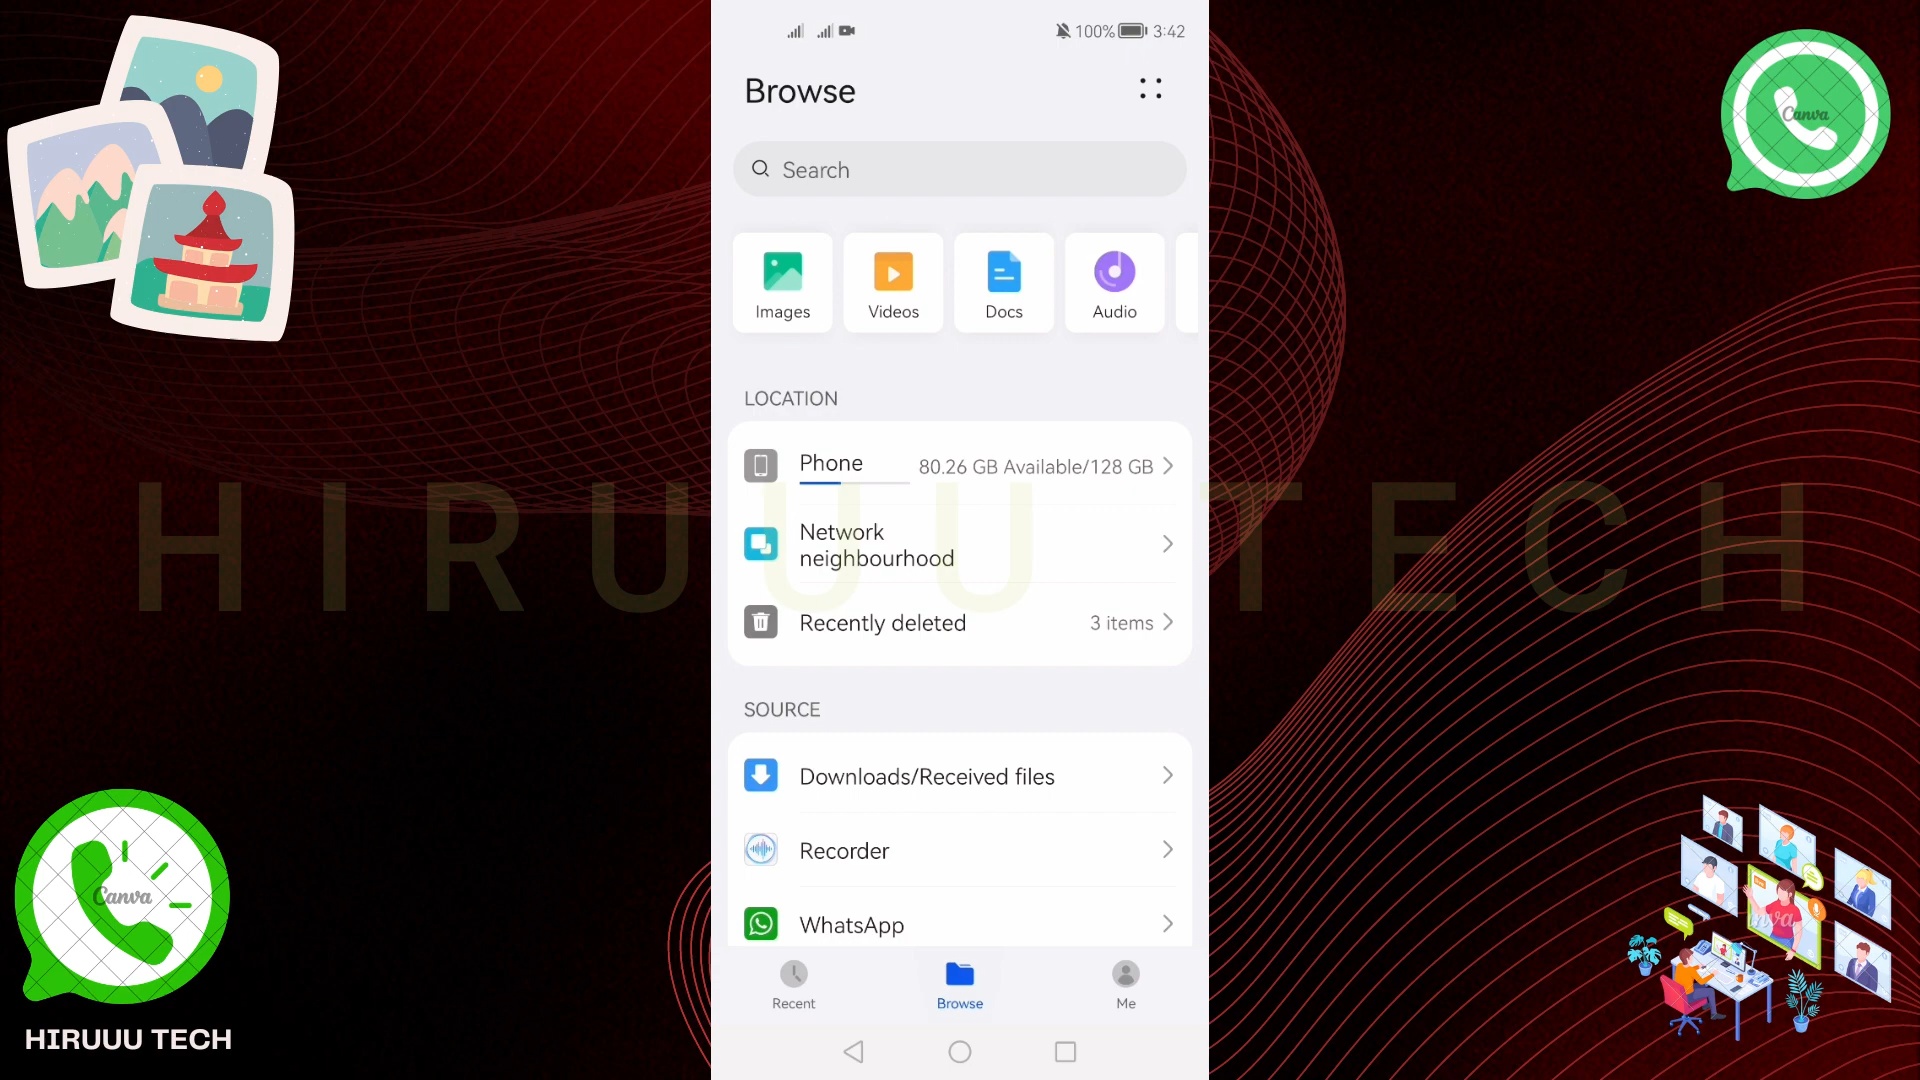 100%
3:42
Browse
Search
Images
Videos
Docs
Audio
LOCATION
Phone
80.26 GB Available/128 GB
Network
neighbourhood
Recently deleted
3 items
SOURCE
Downloads/Received files
Recorder
WhatsApp
Recent
Browse
Me
HIRUUU TECH
Canva
Canva
HIRUUU TECH